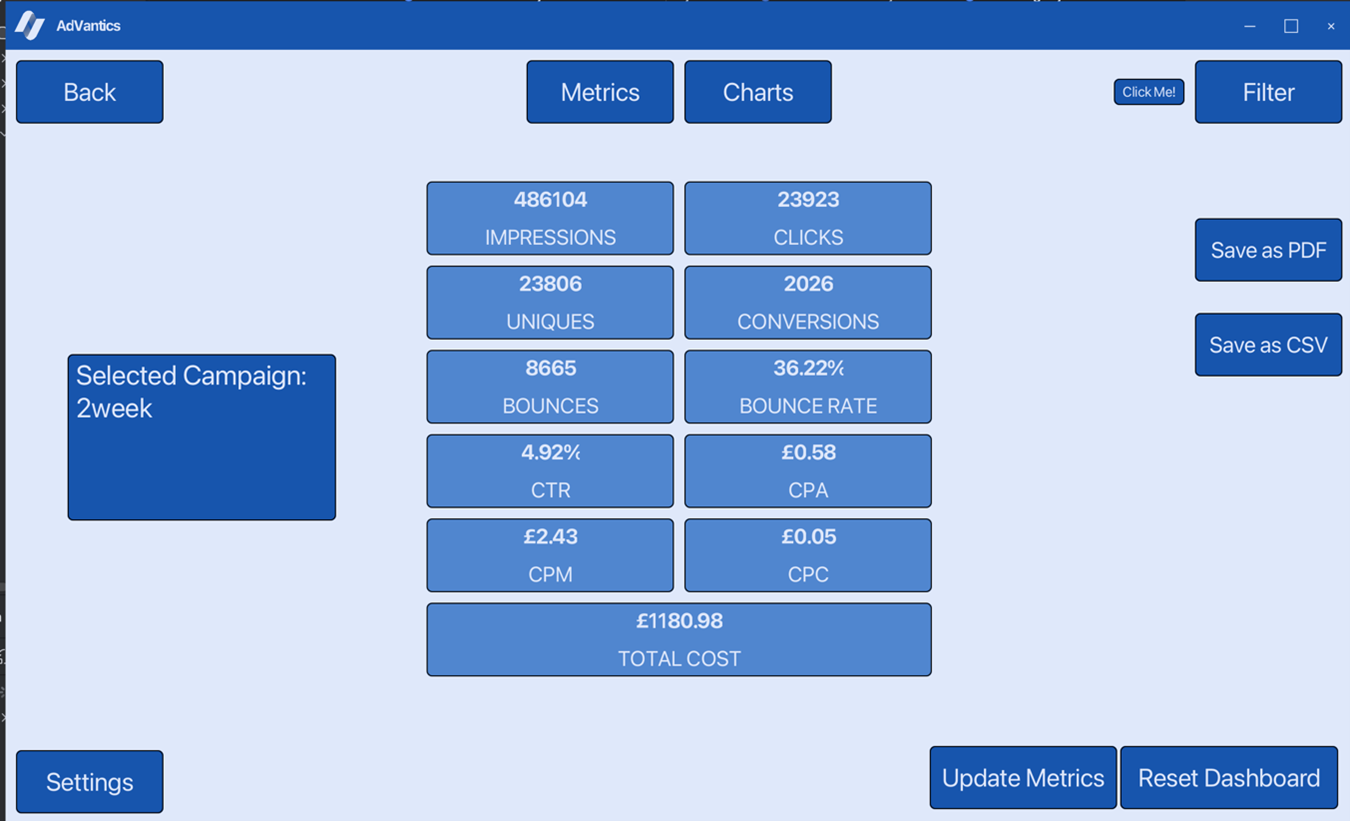 AdVantics
Back
Metrics
Charts
Click Me!
Filter
486104
IMPRESSIONS
23923
CLICKS
Save as PDF
23806
UNIQUES
2026
CONVERSIONS
Save as CSV
Selected Campaign:
2week
8665
BOUNCES
36.22%
BOUNCE RATE
4.92%
CTR
£0.58
CPA
£2.43
CPM
£0.05
CPC
£1180.98
TOTAL COST
Settings
Update Metrics
Reset Dashboard